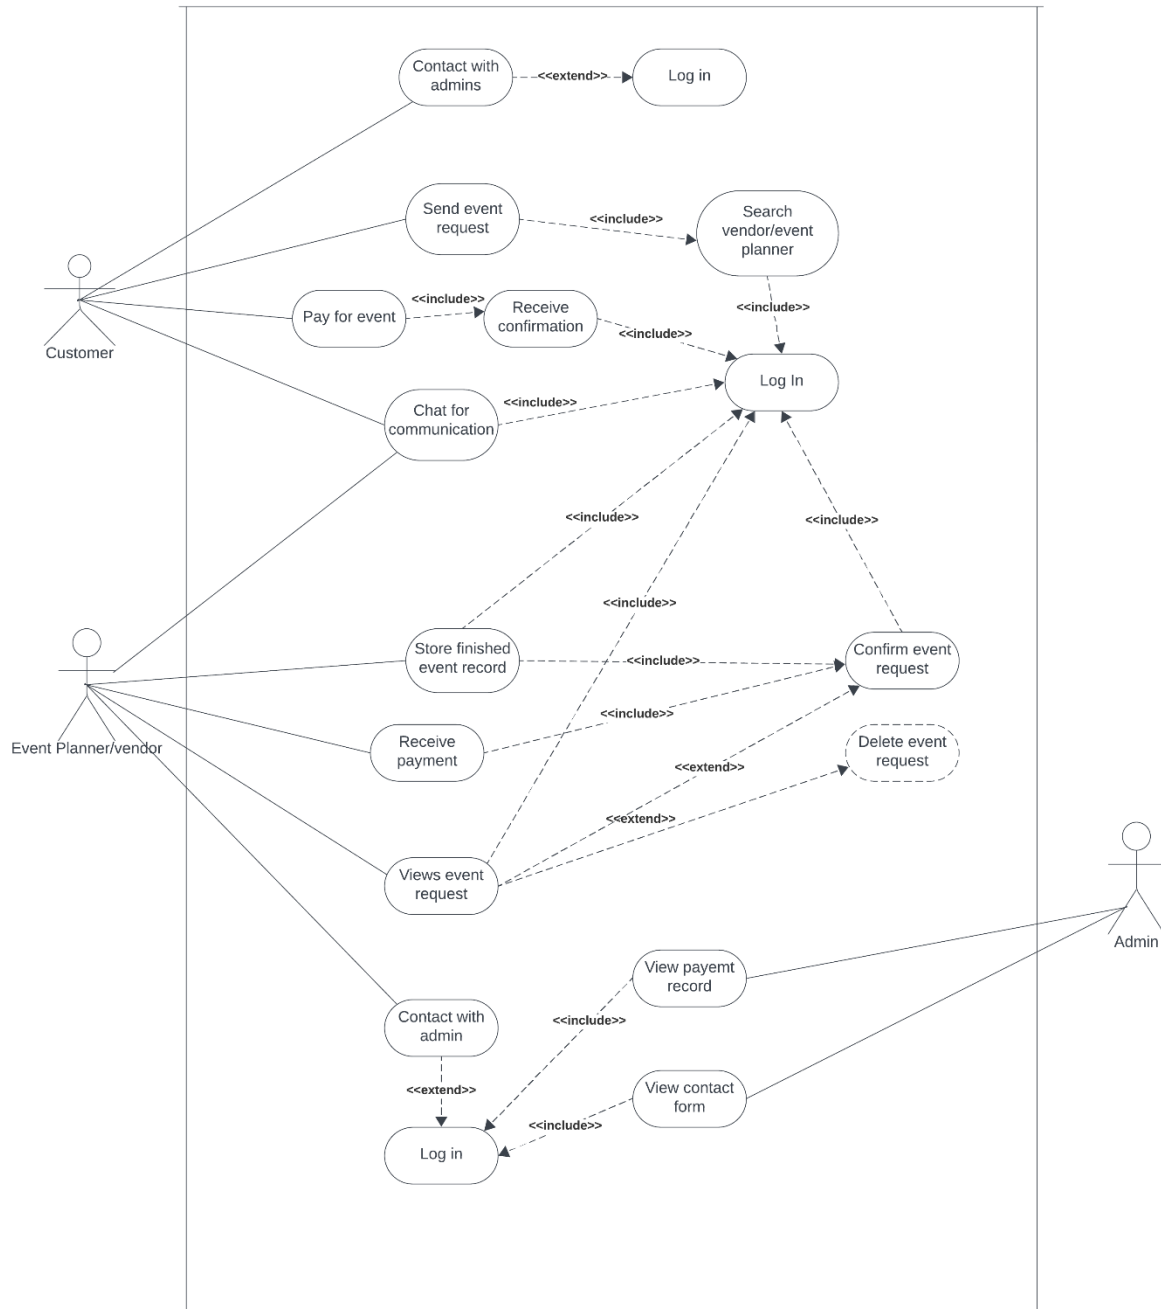 Contact with
admins
<<extend>>
Log in
Send event
request
<<include>>
Search
vendor/event
planner
<<include>>
Pay for event
<<include>>
Receive
confirmation
<<include>>
Customer
Log In
Chat for
communication
<<include>>
<<include>>
<<include>>
<<include>>
Store finished
event record
<<include>>
Confirm event
request
Event Planner/vendor
Receive
payment
<<include>>
<<extend>>
Delete event
request
<<extend>>
Views event
request
Admin
View payemt
record
Contact with
admin
<<include>>
<<extend>>
View contact
form
<<include>>
Log in